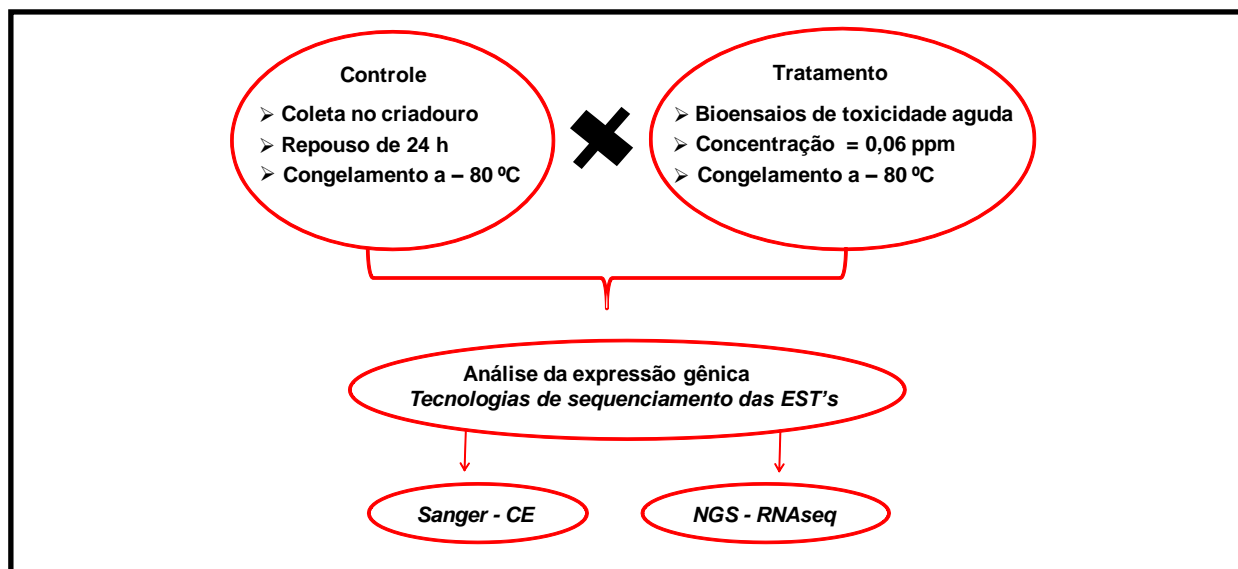 Controle
➢ Coleta no criadouro
➢ Repouso de 24 h
➢ Congelamento a – 80 ºC
Tratamento
➢ Bioensaios de toxicidade aguda
➢ Concentração = 0,06 ppm
➢ Congelamento a – 80 ºC
Análise da expressão gênica
Tecnologias de sequenciamento das EST’s
Sanger - CE
NGS - RNAseq